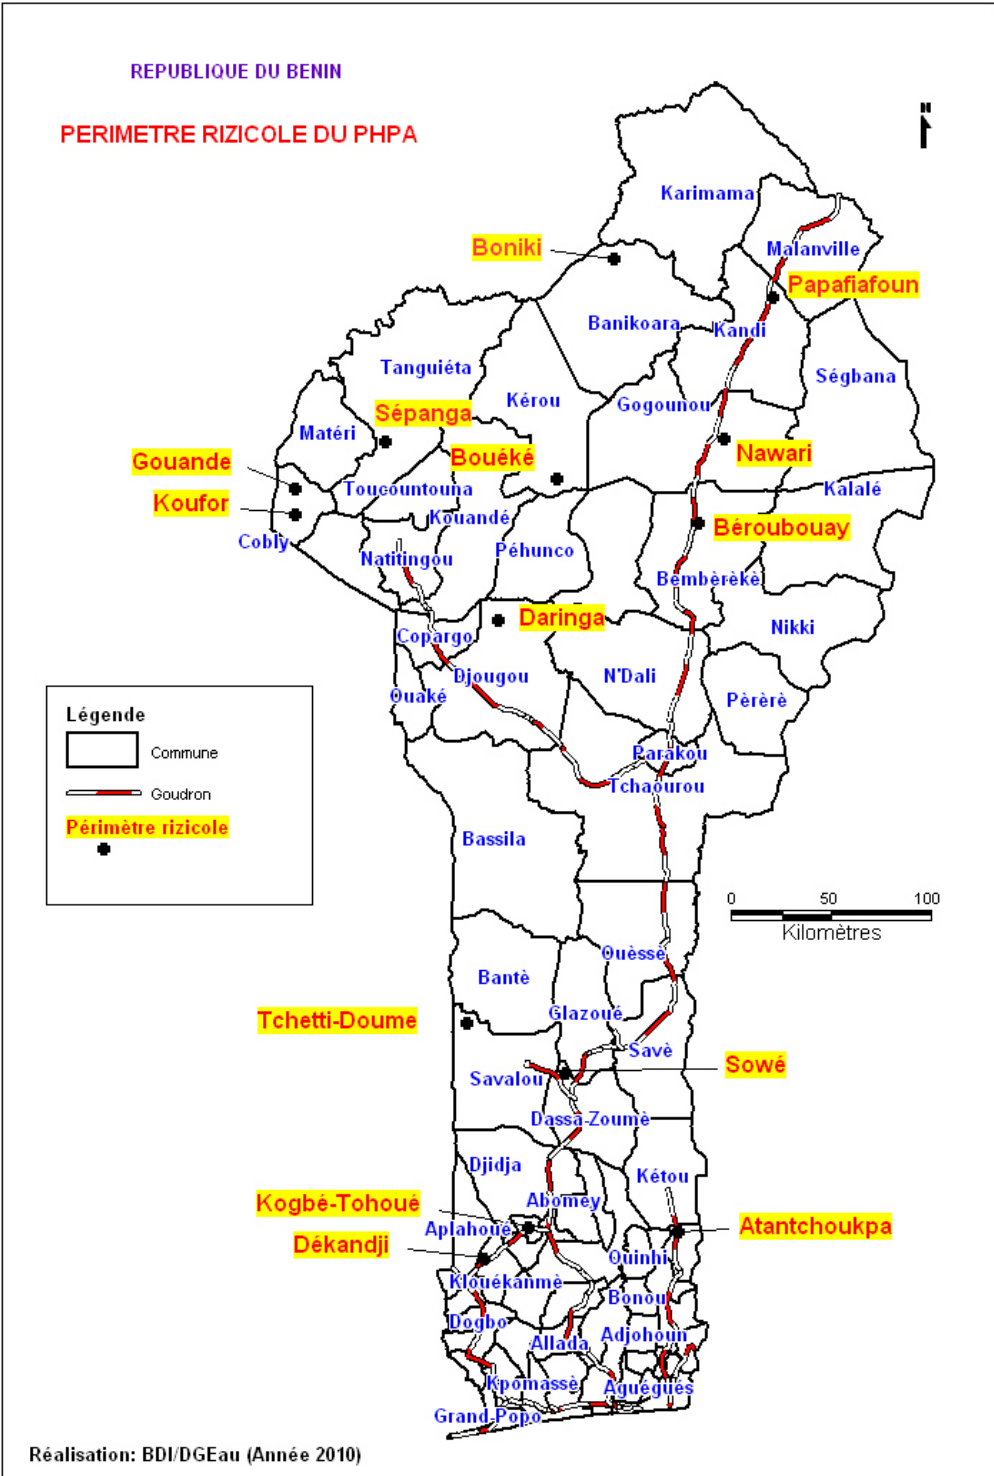 REPUBLIQUE DU BENIN
PERIMETRE RIZICOLE DU PHPA
N
Karimama
Boniki
Malanville
Papafiafoun
Banikoara
Kandi
Tanguiéta
Ségbana
Kérou
Gogounou
Sépanga
Matéri
Bouéké
Nawari
Gouande
Toucountouna
Kalalé
Koufor
Kouandé
Béroubouay
Cobly
Natitingou
Péhunco
Bembèrèkè
Daringa
Nikki
Copargo
Djougou
N'Dali
Ouaké
Pèrèrè
Légende
Commune
Parakou
Goudron
Tchaourou
Périmètre rizicole
Bassila
0 50 100
Kilomètres
Ouèssè
Bantè
Glazoué
Tchetti-Doume
Savè
Savalou
Sowé
Dassa-Zoumè
Djidja
Kétou
Kogbé-Tohoué
Abomey
Aplahoué
Atantchoukpa
Dékandji
Ouinhi
Klouékanmè
Bonou
Dogbo
Adjohoun
Allada
Kpomassè
Aguégués
Grand-Popo
Réalisation: BDI/DGEau (Année 2010)